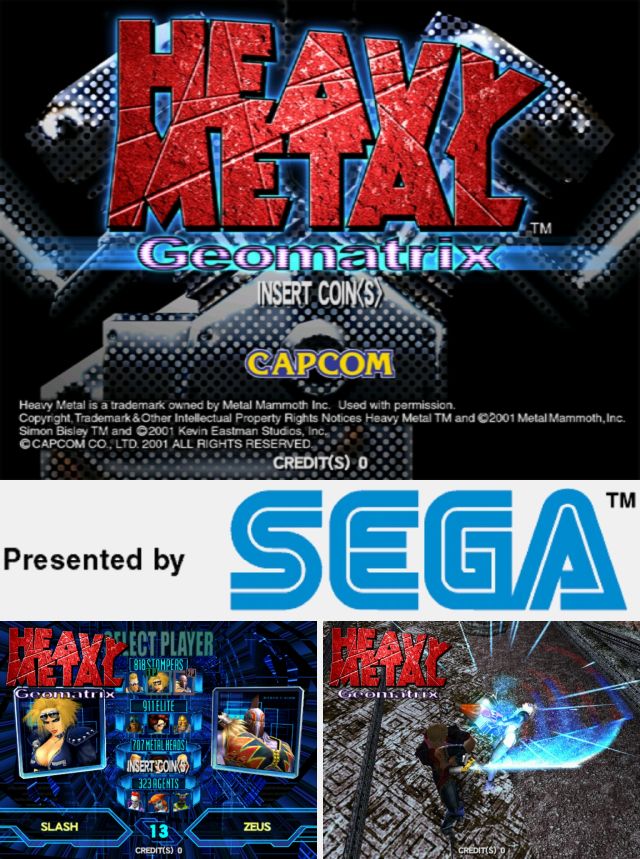 HEAVY
METAL
TM
Geomatrix
INSERT COIN(S)
CAPCOM
Heavy Metal is a trademark owned by Metal Mammoth Inc. Used with permission.
Copyright,Trademark&Other Intellectual Property Rights Notices Heavy Metal TM and ©2001 Metal Mammoth,Inc.
Simon Bisley TM and ©2001 Kevin Eastman Studios, Inc.
©CAPCOM CO., LTD. 2001 ALL RIGHTS RESERVED.
CREDIT(S) 0
Presented by
SEGA
TM
HEAVY
METAL
Geomatrix
SELECT PLAYER
818 STOMPERS
911 ELITE
707 METAL HEADS
INSERT COIN(S)
323 AGENTS
SLASH
13
ZEUS
CREDIT(S) 0
HEAVY
METAL
Geomatrix
CREDIT(S) 0